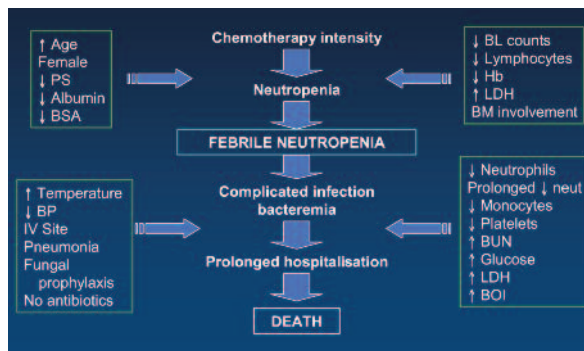 ↑ Age
Female
↓ PS
↓ Albumin
↓ BSA
Chemotherapy intensity
Neutropenia
FEBRILE NEUTROPENIA
↓ BL counts
↓ Lymphocytes
↓ Hb
↑ LDH
BM involvement
↑ Temperature
↓ BP
IV Site
Pneumonia
Fungal
prophylaxis
No antibiotics
Complicated infection
bacteremia
Prolonged hospitalisation
DEATH
↓ Neutrophils
Prolonged ↓ neut
↓ Monocytes
↓ Platelets
↑ BUN
↑ Glucose
↑ LDH
↑ BOI